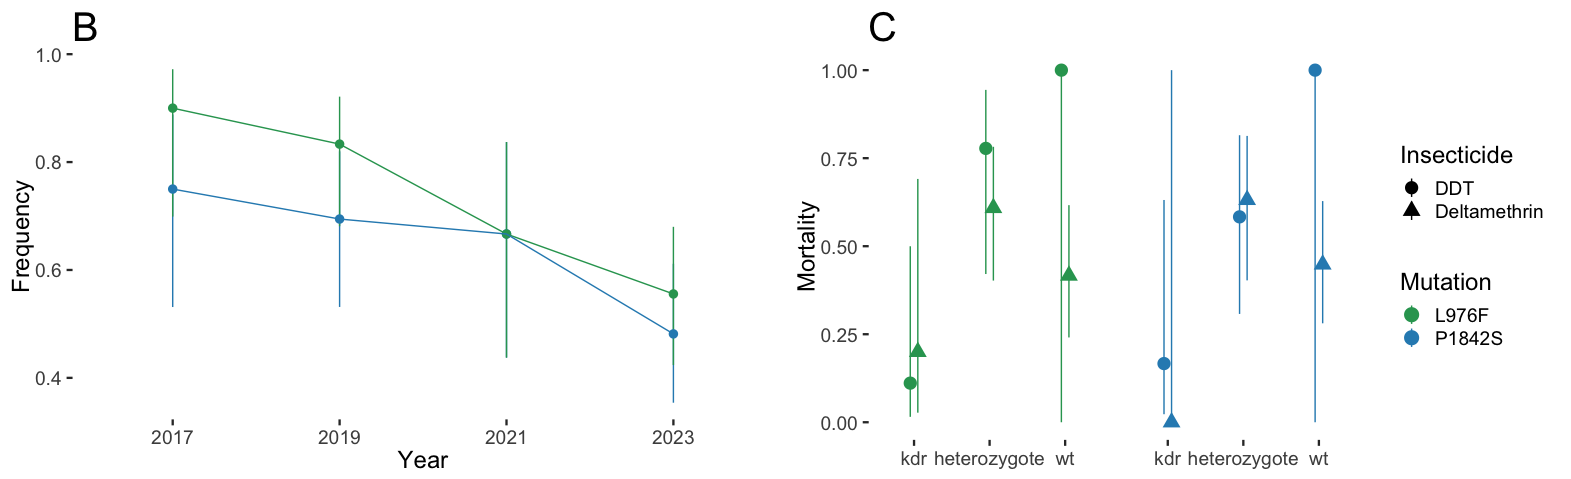 B
1.0
0.8
0.6
0.4
Frequency
2017 2019 2021 2023
Year
C
1.00
0.75
0.50
0.25
0.00
Mortality
kdr heterozygote wt kdr heterozygote wt
Insecticide
DDT
Deltamethrin
Mutation
L976F
P1842S